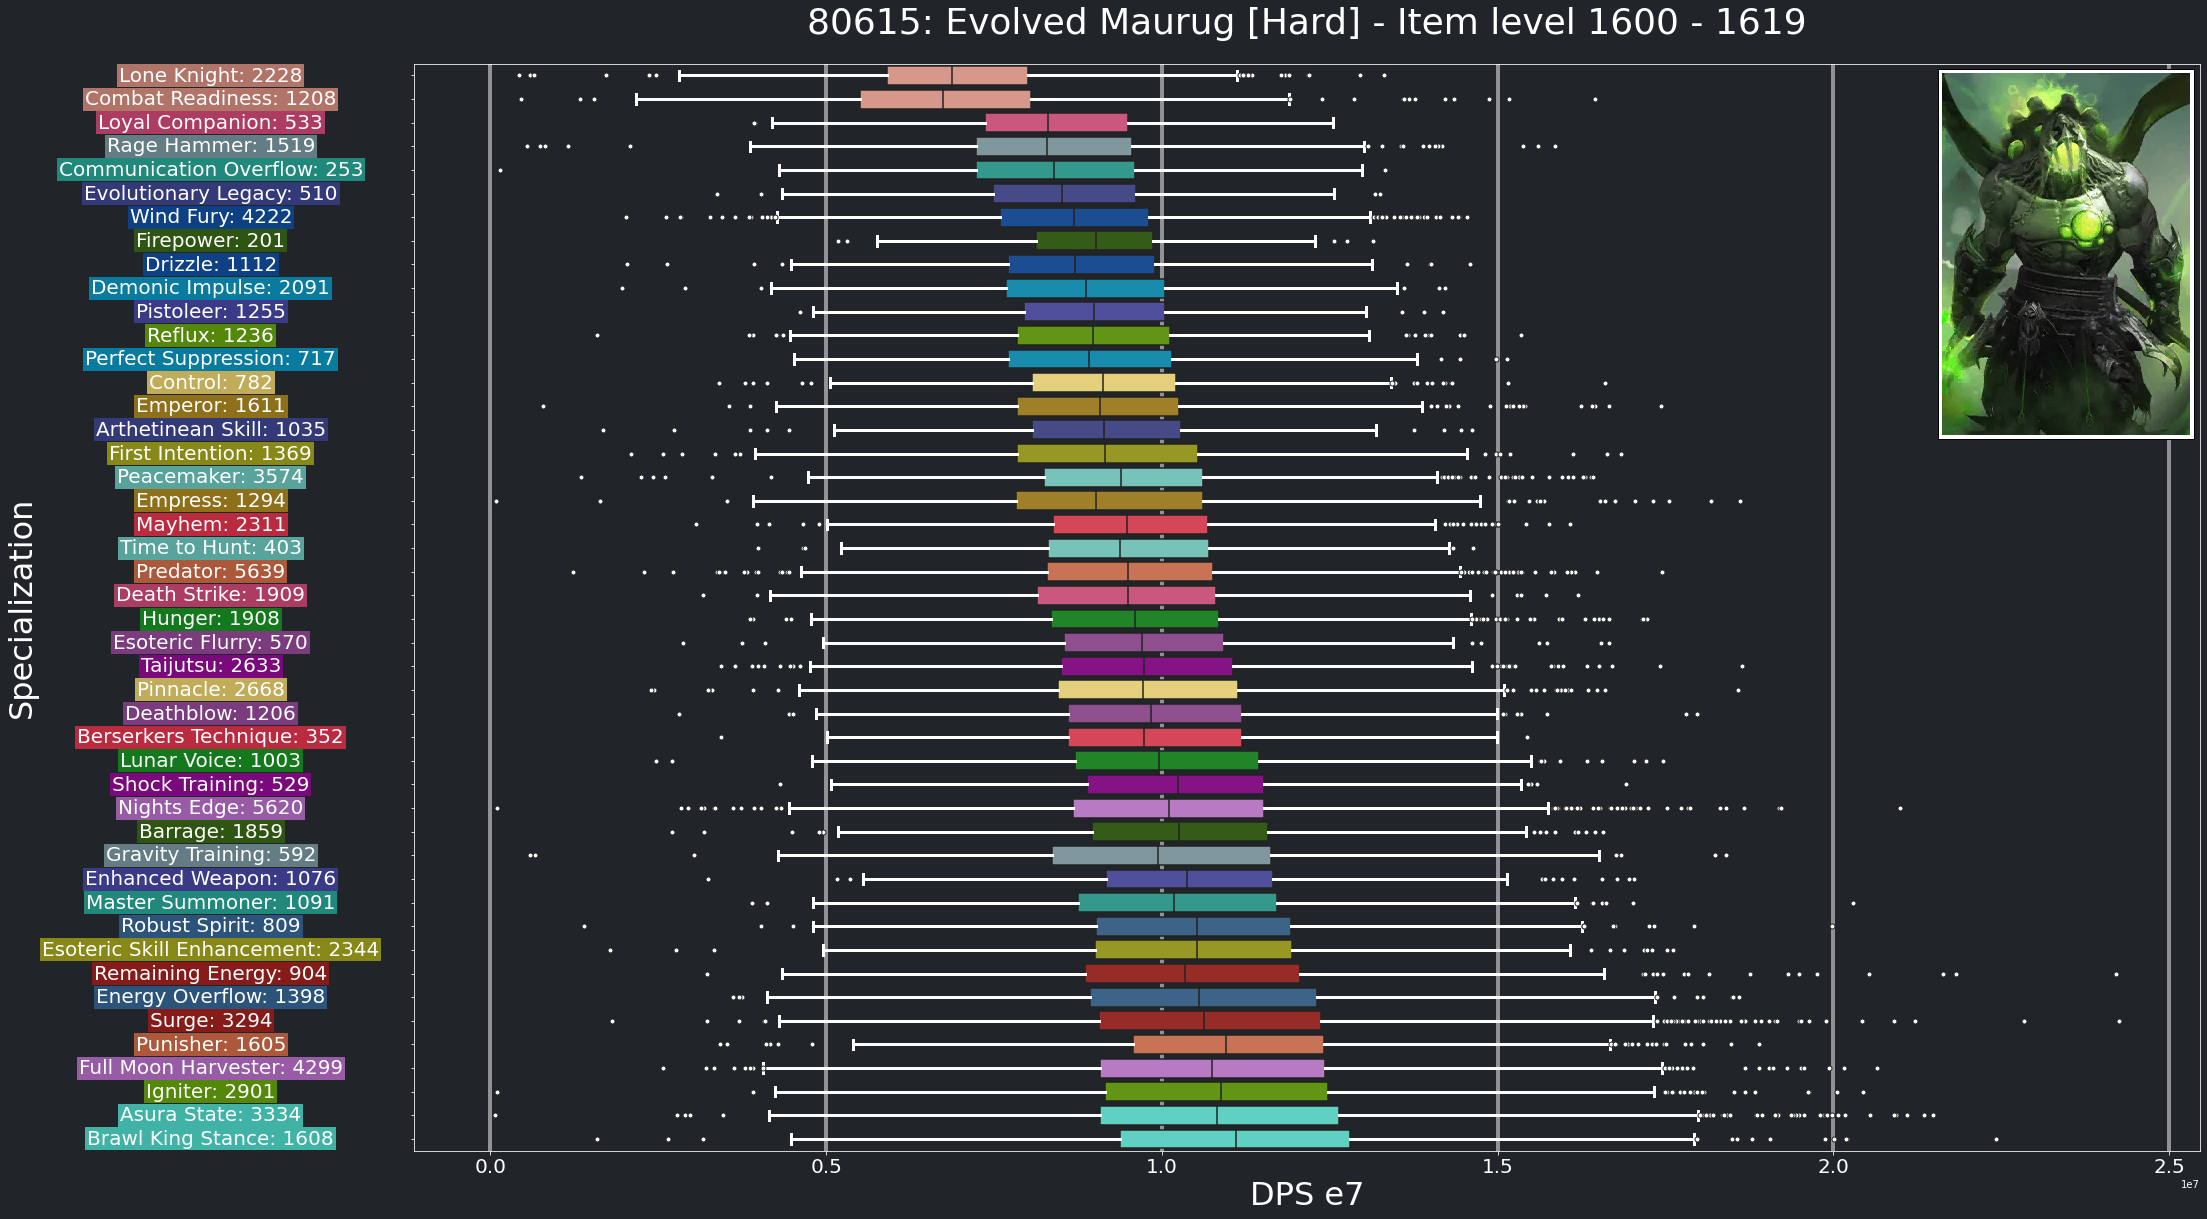 80615: Evolved Maurug [Hard] - Item level 1600 - 1619
Specialization
Lone Knight: 2228
Combat Readiness: 1208
Loyal Companion: 533
Rage Hammer: 1519
Communication Overflow: 253
Evolutionary Legacy: 510
Wind Fury: 4222
Firepower: 201
Drizzle: 1112
Demonic Impulse: 2091
Pistoleer: 1255
Reflux: 1236
Perfect Suppression: 717
Control: 782
Emperor: 1611
Arthetinean Skill: 1035
First Intention: 1369
Peacemaker: 3574
Empress: 1294
Mayhem: 2311
Time to Hunt: 403
Predator: 5639
Death Strike: 1909
Hunger: 1908
Esoteric Flurry: 570
Taijutsu: 2633
Pinnacle: 2668
Deathblow: 1206
Berserkers Technique: 352
Lunar Voice: 1003
Shock Training: 529
Nights Edge: 5620
Barrage: 1859
Gravity Training: 592
Enhanced Weapon: 1076
Master Summoner: 1091
Robust Spirit: 809
Esoteric Skill Enhancement: 2344
Remaining Energy: 904
Energy Overflow: 1398
Surge: 3294
Punisher: 1605
Full Moon Harvester: 4299
Igniter: 2901
Asura State: 3334
Brawl King Stance: 1608
0.0 0.5 1.0 1.5 2.0 2.5
1e7
DPS e7